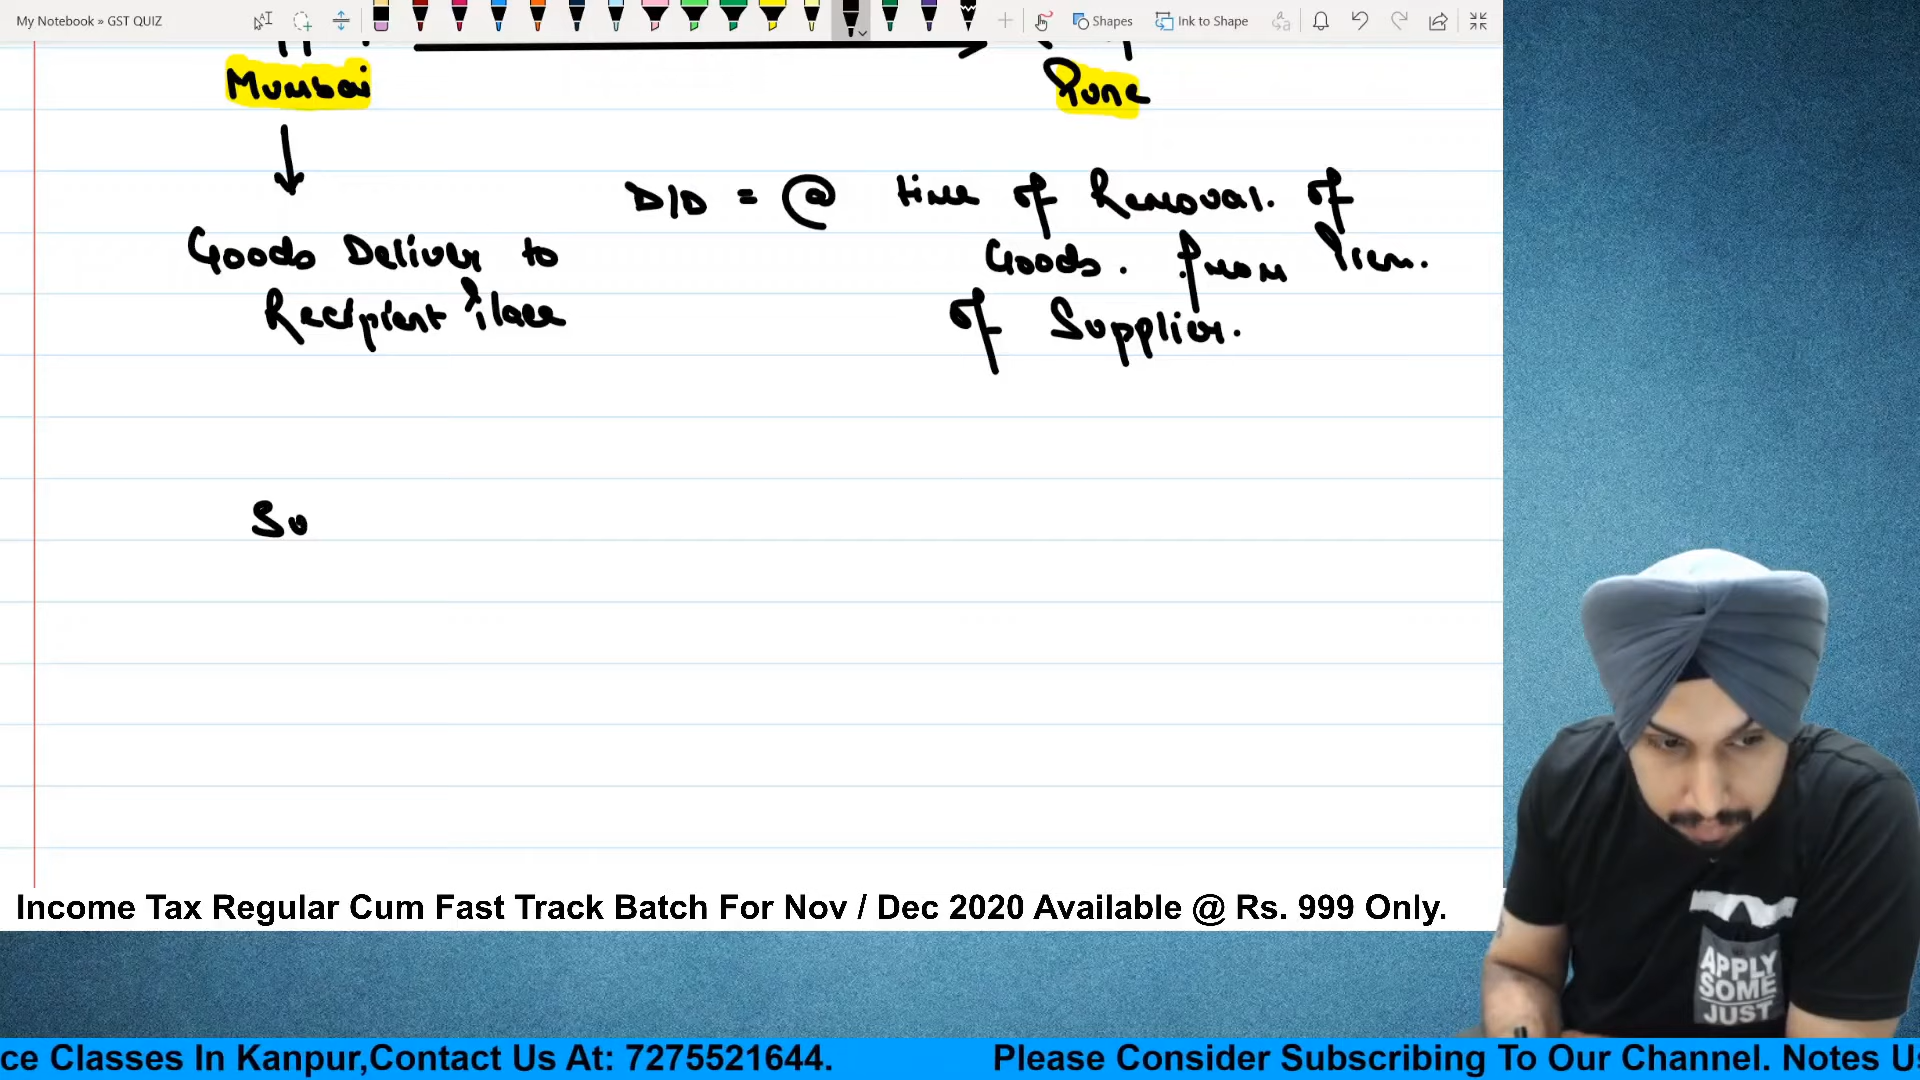 My Notebook » GST QUIZ
Shapes
Ink to Shape
Mumbai
Pune
D/D = @ time of Removal. of
Goods Deliver to
Goods. from Prem.
Recipient Place
of Supplier.
So
Income Tax Regular Cum Fast Track Batch For Nov / Dec 2020 Available @ Rs. 999 Only.
APPLY
SOME
JUST
ce Classes In Kanpur,Contact Us At: 7275521644. Please Consider Subscribing To Our Channel. Notes U